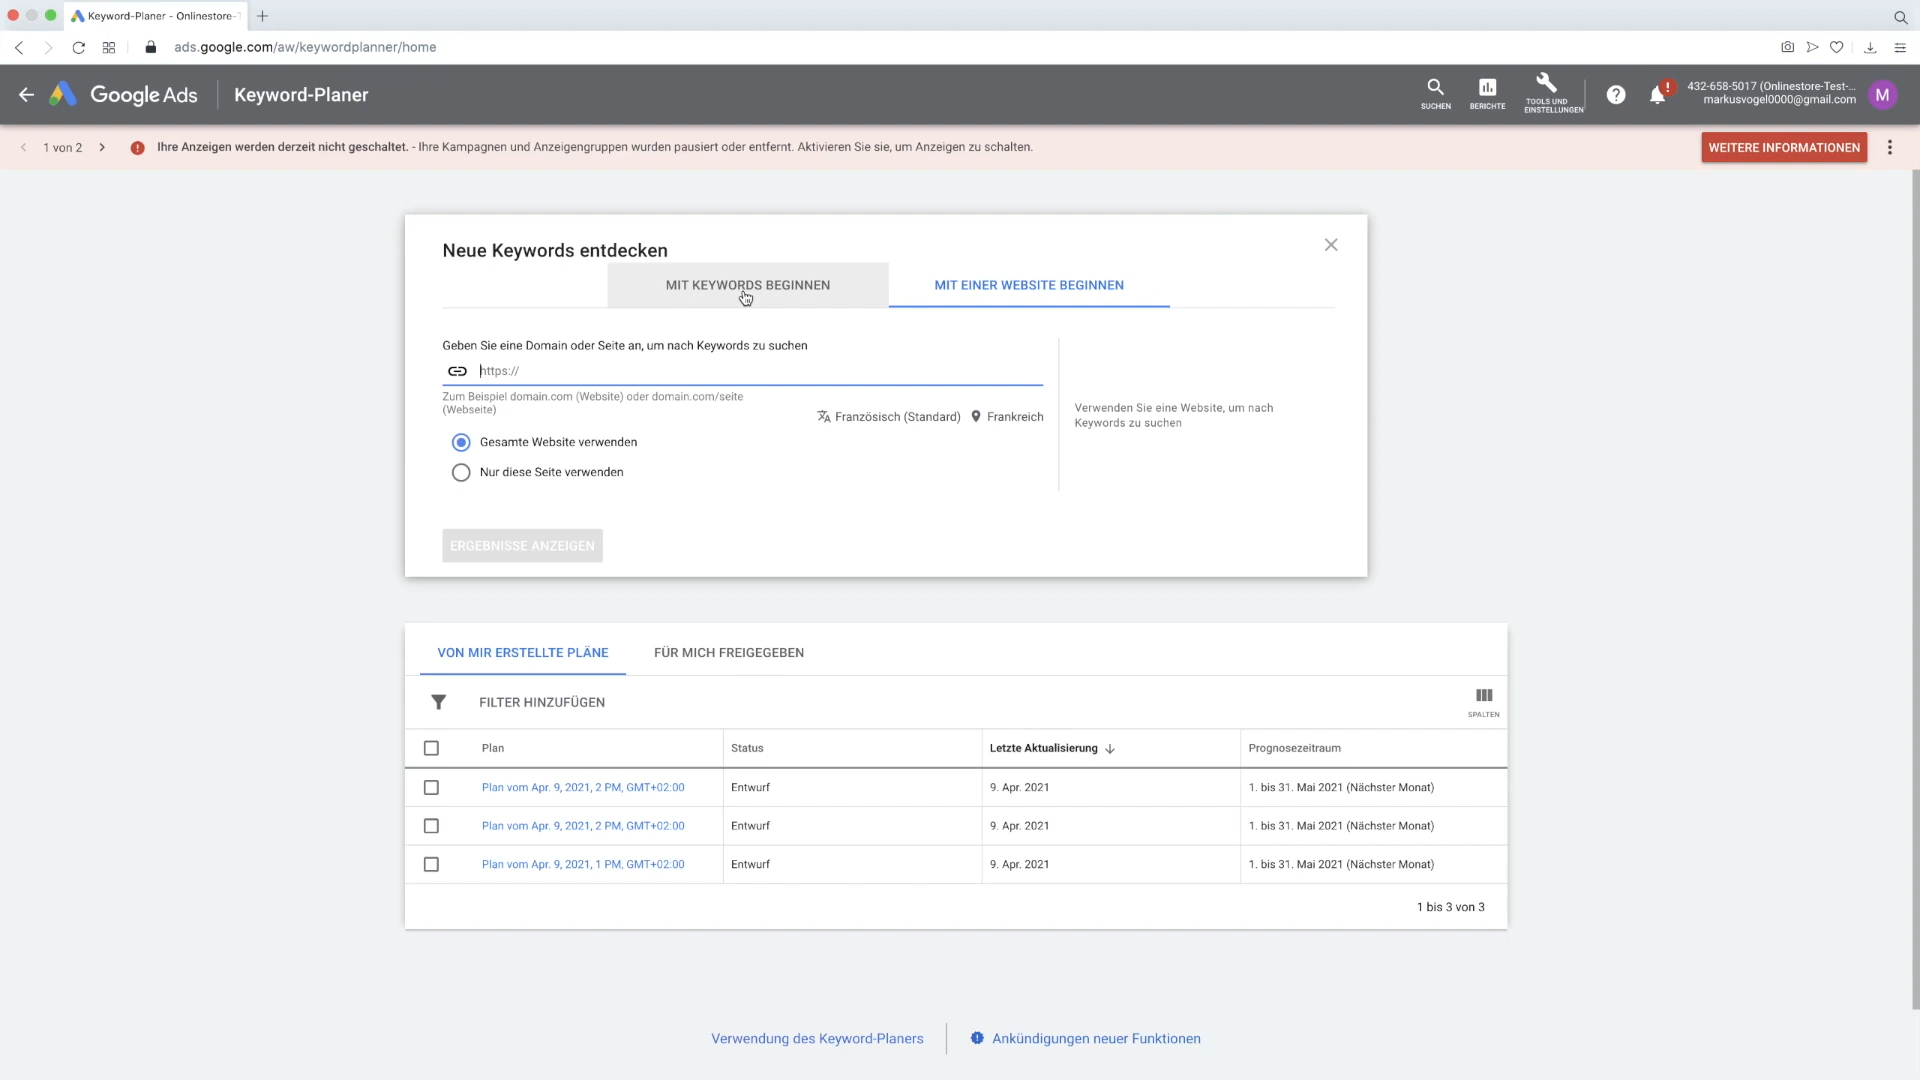 Keyword-Planer - Onlinestore-T
ads.google.com/aw/keywordplanner/home
Google Ads
Keyword-Planer
SUCHEN
BERICHTE
TOOLS UND
EINSTELLUNGEN
432-658-5017 (Onlinestore-Test-...
markusvogel0000@gmail.com
M
1 von 2
Ihre Anzeigen werden derzeit nicht geschaltet. - Ihre Kampagnen und Anzeigengruppen wurden pausiert oder entfernt. Aktivieren Sie sie, um Anzeigen zu schalten.
WEITERE INFORMATIONEN
Neue Keywords entdecken
MIT KEYWORDS BEGINNEN
MIT EINER WEBSITE BEGINNEN
Geben Sie eine Domain oder Seite an, um nach Keywords zu suchen
https://
Zum Beispiel domain.com (Website) oder domain.com/seite
(Webseite)
Französisch (Standard)
Frankreich
Verwenden Sie eine Website, um nach
Keywords zu suchen
Gesamte Website verwenden
Nur diese Seite verwenden
ERGEBNISSE ANZEIGEN
VON MIR ERSTELLTE PLÄNE
FÜR MICH FREIGEGEBEN
FILTER HINZUFÜGEN
SPALTEN
Plan Status Letzte Aktualisierung Prognosezeitraum
Plan vom Apr. 9, 2021, 2 PM, GMT+02:00 Entwurf 9. Apr. 2021 1. bis 31. Mai 2021 (Nächster Monat)
Plan vom Apr. 9, 2021, 2 PM, GMT+02:00 Entwurf 9. Apr. 2021 1. bis 31. Mai 2021 (Nächster Monat)
Plan vom Apr. 9, 2021, 1 PM, GMT+02:00 Entwurf 9. Apr. 2021 1. bis 31. Mai 2021 (Nächster Monat)
1 bis 3 von 3
Verwendung des Keyword-Planers
Ankündigungen neuer Funktionen